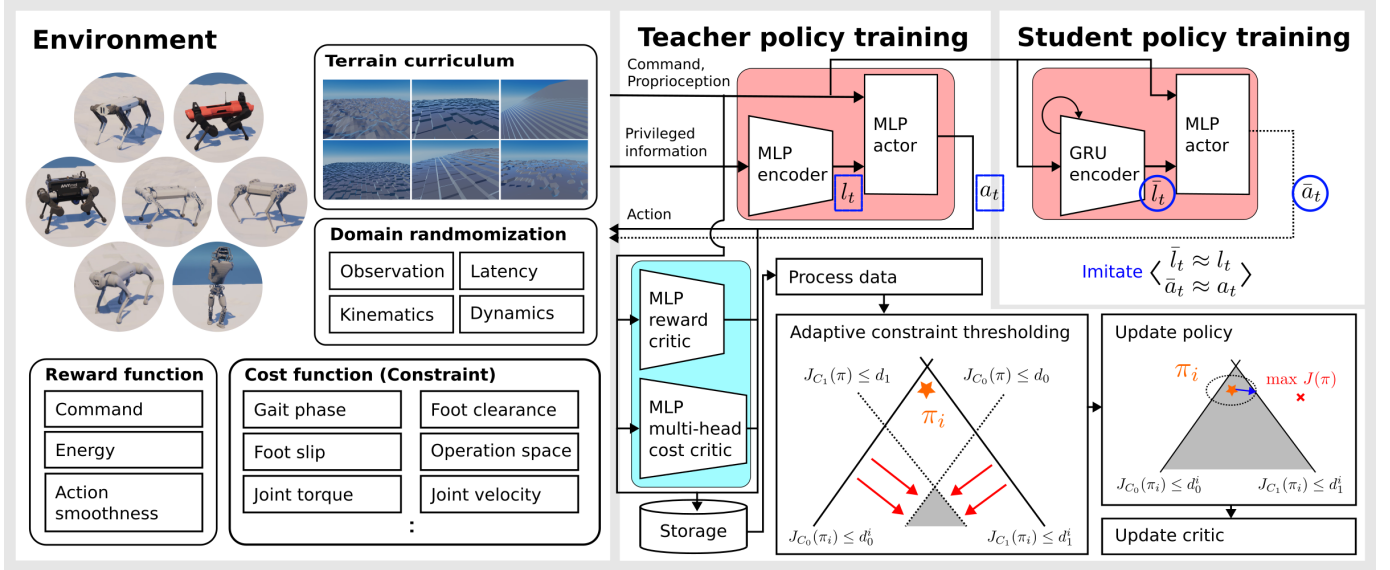 Environment
Terrain curriculum
Domain randmomization
Observation
Latency
Kinematics
Dynamics
Reward function
Command
Energy
Action
smoothness
Cost function (Constraint)
Gait phase
Foot clearance
Foot slip
Operation space
Joint torque
Joint velocity
:
Teacher policy training
Command,
Proprioception
Privileged
information
Action
MLP
encoder
l_t
MLP
actor
a_t
MLP
reward
critic
MLP
multi-head
cost critic
Storage
Process data
Adaptive constraint thresholding
J_{C_1}(π) ≤ d_1
J_{C_0}(π) ≤ d_0
π_i
J_{C_0}(π_i) ≤ d_0^i
J_{C_1}(π_i) ≤ d_1^i
Update policy
π_i
max J(π)
J_{C_0}(π_i) ≤ d_0^i
J_{C_1}(π_i) ≤ d_1^i
Update critic
Student policy training
GRU
encoder
l̄_t
MLP
actor
ā_t
Imitate
l̄_t ≈ l_t
ā_t ≈ a_t